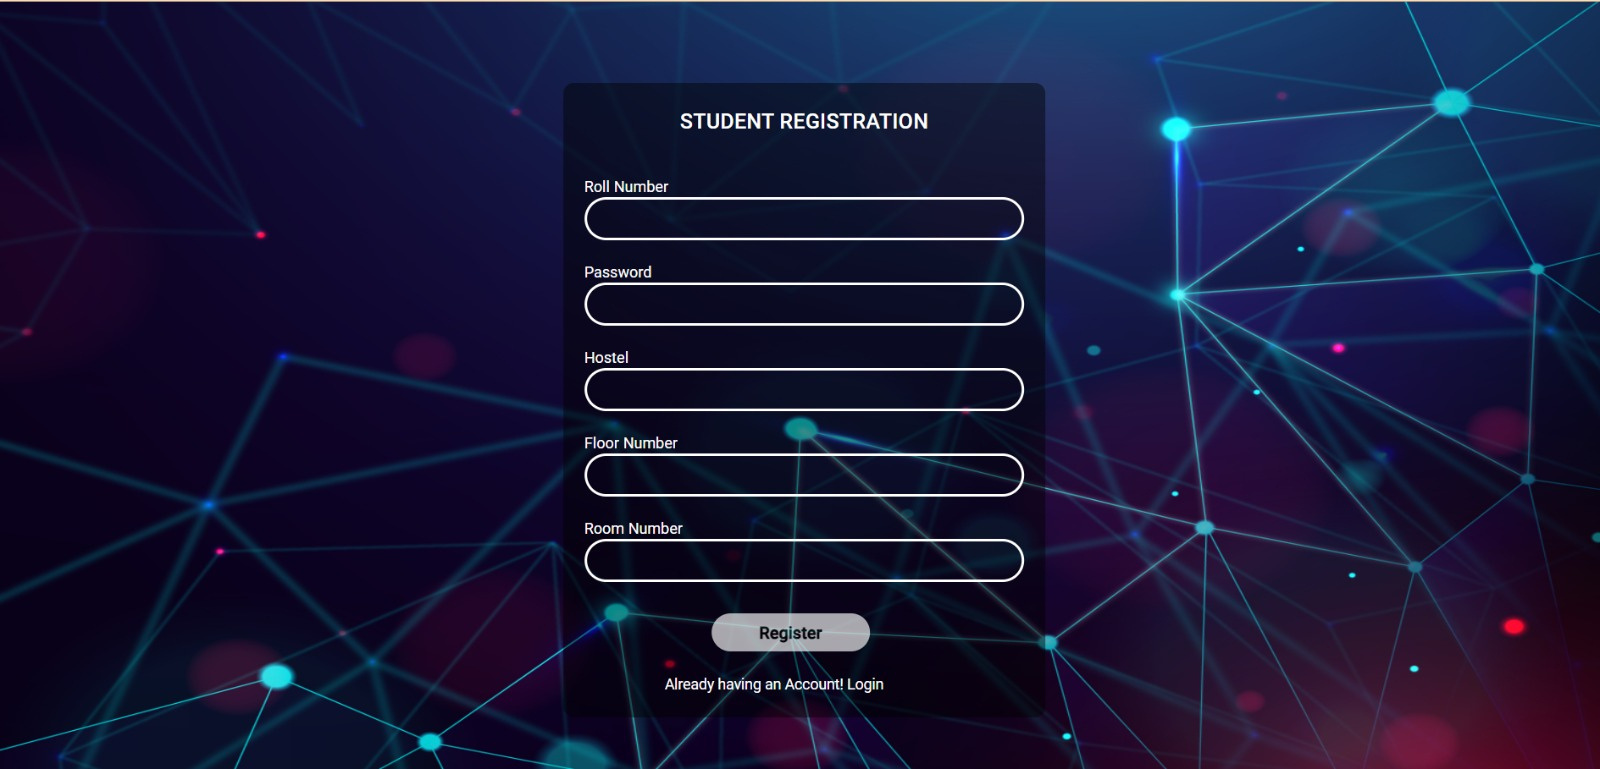 STUDENT REGISTRATION
Roll Number
Password
Hostel
Floor Number
Room Number
Register
Already having an Account! Login